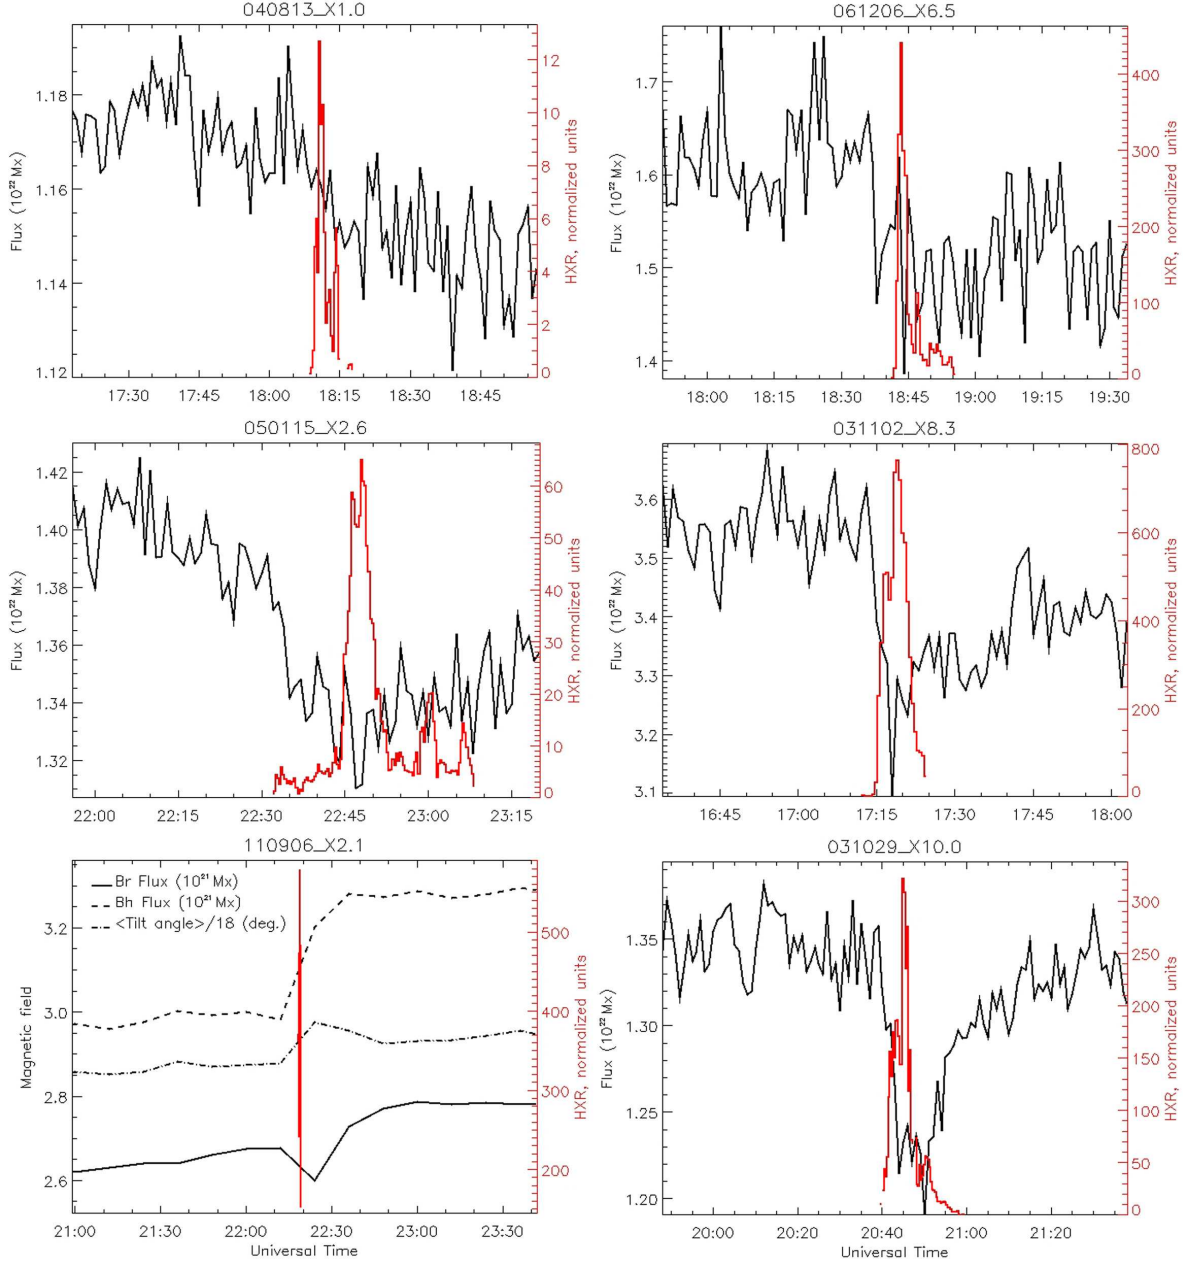 040813_X1.0
Flux (10²² Mx)
1.18
1.16
1.14
1.12
12
10
8
6
4
2
0
HXR, normalized units
17:30 17:45 18:00 18:15 18:30 18:45
061206_X6.5
Flux (10²² Mx)
1.7
1.6
1.5
1.4
400
300
200
100
0
HXR, normalized units
18:00 18:15 18:30 18:45 19:00 19:15 19:30
050115_X2.6
Flux (10²² Mx)
1.42
1.40
1.38
1.36
1.34
1.32
60
50
40
30
20
10
0
HXR, normalized units
22:00 22:15 22:30 22:45 23:00 23:15
031102_X8.3
Flux (10²² Mx)
3.6
3.5
3.4
3.3
3.2
3.1
800
600
400
200
0
HXR, normalized units
16:45 17:00 17:15 17:30 17:45 18:00
110906_X2.1
Br Flux (10²¹ Mx)
Bh Flux (10²¹ Mx)
<Tilt angle>/18 (deg.)
Magnetic field
3.2
3.0
2.8
2.6
500
400
300
200
HXR, normalized units
21:00 21:30 22:00 22:30 23:00 23:30
Universal Time
031029_X10.0
Flux (10²² Mx)
1.35
1.30
1.25
1.20
300
250
200
150
100
50
0
HXR, normalized units
20:00 20:20 20:40 21:00 21:20
Universal Time